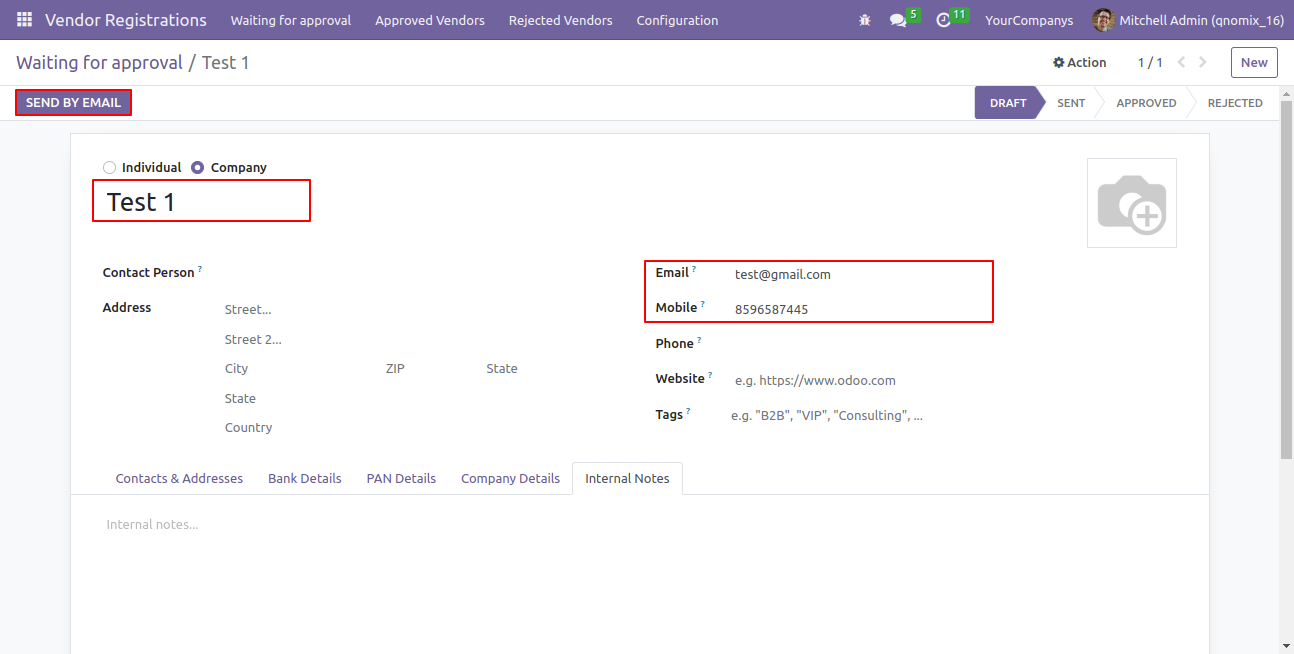 Vendor Registrations Waiting for approval Approved Vendors Rejected Vendors Configuration 5 11 YourCompanys Mitchell Admin (qnomix_16)
Waiting for approval / Test 1 Action 1 / 1 New
SEND BY EMAIL DRAFT SENT APPROVED REJECTED
Individual Company
Test 1
Contact Person ? Email ? test@gmail.com
Address Street... Mobile ? 8596587445
Street 2... Phone ?
City ZIP State Website ? e.g. https://www.odoo.com
State Tags ? e.g. "B2B", "VIP", "Consulting", ...
Country
Contacts & Addresses Bank Details PAN Details Company Details Internal Notes
Internal notes...